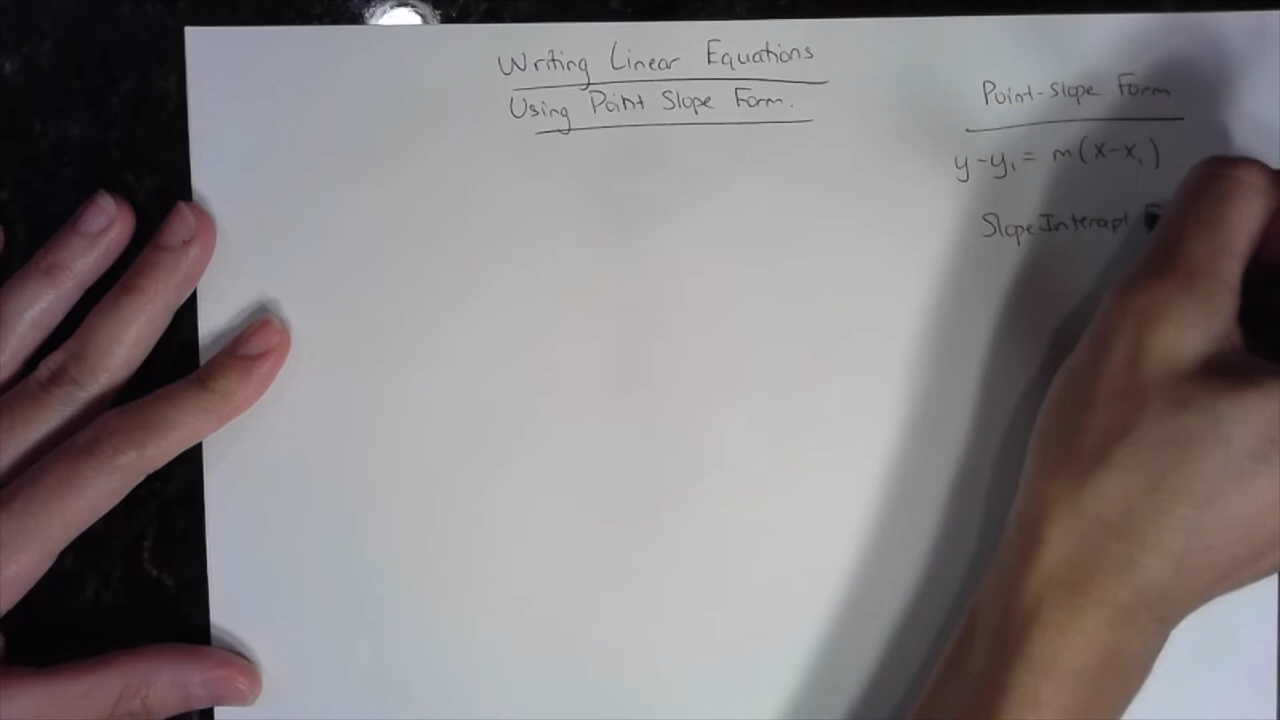 Writing Linear Equations
Using Point Slope Form.
Point-Slope Form
y-y₁= m(x-x₁)
Slope Intercept